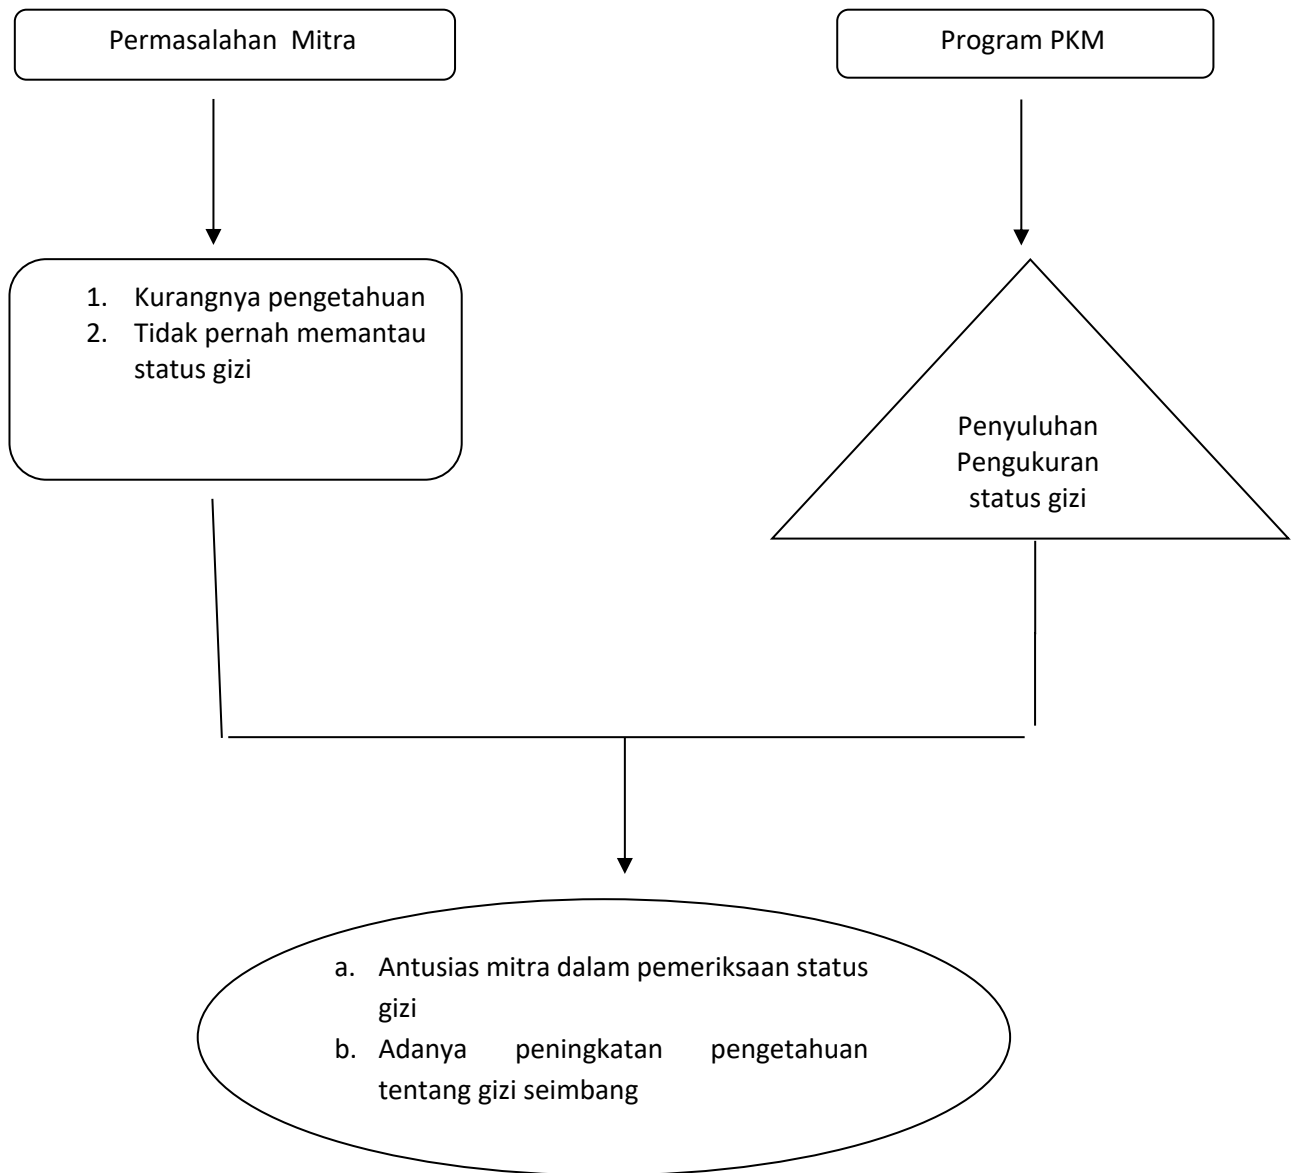 Permasalahan Mitra
Program PKM
1. Kurangnya pengetahuan
2. Tidak pernah memantau
status gizi
Penyuluhan
Pengukuran
status gizi
a. Antusias mitra dalam pemeriksaan status
gizi
b. Adanya peningkatan pengetahuan
tentang gizi seimbang